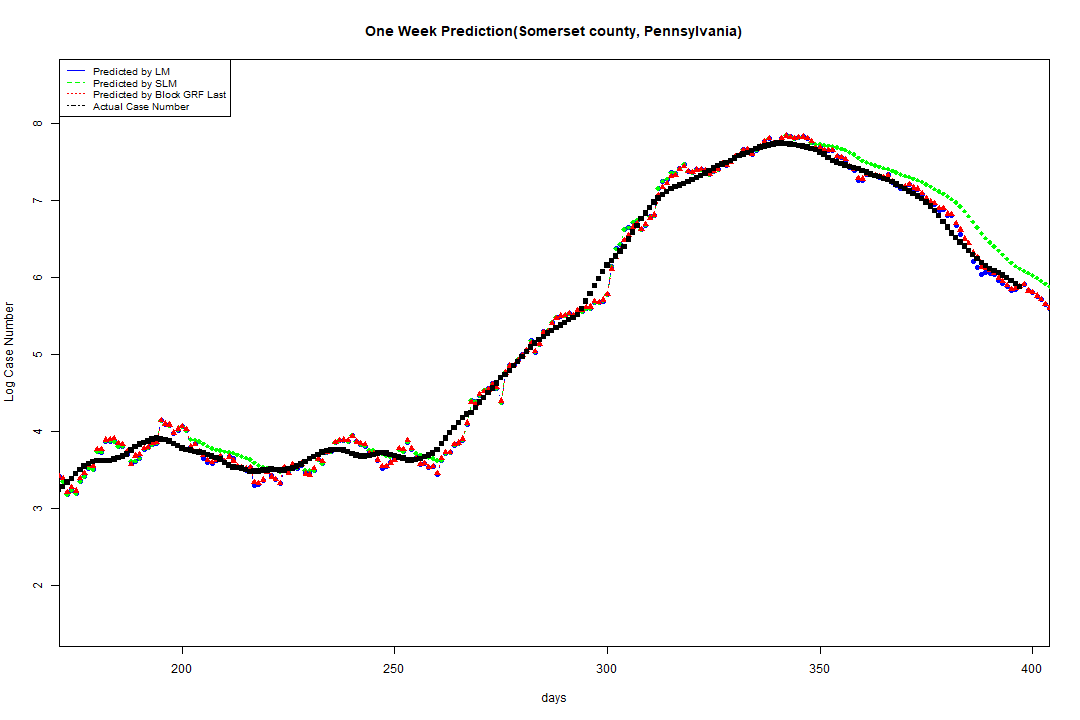 One Week Prediction(Somerset county, Pennsylvania)
Predicted by LM
Predicted by SLM
Predicted by Block GRF Last
Actual Case Number
Log Case Number
8
7
6
5
4
3
2
200 250 300 350 400
days